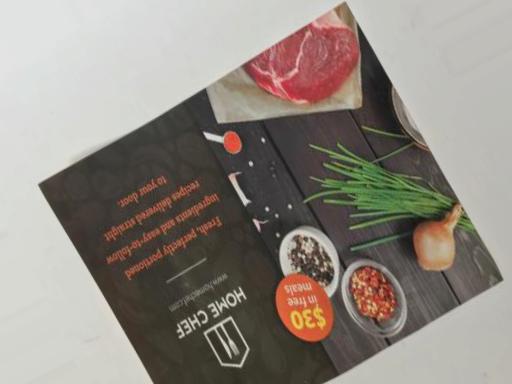 HOME CHEF
www.homechef.com
Fresh, perfectly portioned
ingredients and easy-to-follow
recipes delivered straight
to your door.
$30
in free
meals